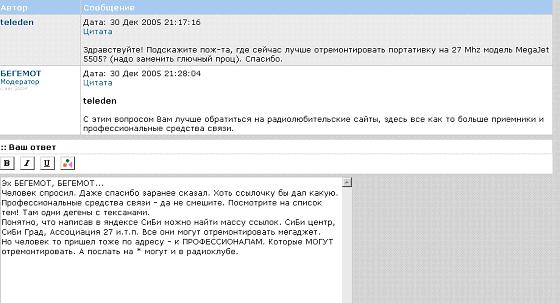 Автор Сообщение
teleden Дата: 30 Дек 2005 21:17:16
Цитата
Здравствуйте! Подскажите пож-та, где сейчас лучше отремонтировать портативку на 27 Mhz модель MegaJet
5505? (надо заменить глючный проц). Спасибо.
БЕГЕМОТ Дата: 30 Дек 2005 21:28:04
Модератор Цитата
teleden
С этим вопросом Вам лучше обратиться на радиолюбительские сайты, здесь все как то больше приемники и
профессиональные средства связи.
:: Ваш ответ
B I U
Эх БЕГЕМОТ, БЕГЕМОТ...
Человек спросил. Даже спасибо заранее сказал. Хоть ссылочку бы дал какую.
Профессиональные средства связи - да не смешите. Посмотрите на список
тем! Там одни дегены с тексанами.
Понятно, что написав в яндексе СиБи можно найти массу ссылок. СиБи центр,
СиБи Град, Ассоциация 27 и.т.п. Все они могут отремонтировать мегаджет.
Но человек то пришел тоже по адресу - к ПРОФЕССИОНАЛАМ. Которые МОГУТ
отремонтировать. А послать на * могут и в радиоклубе.